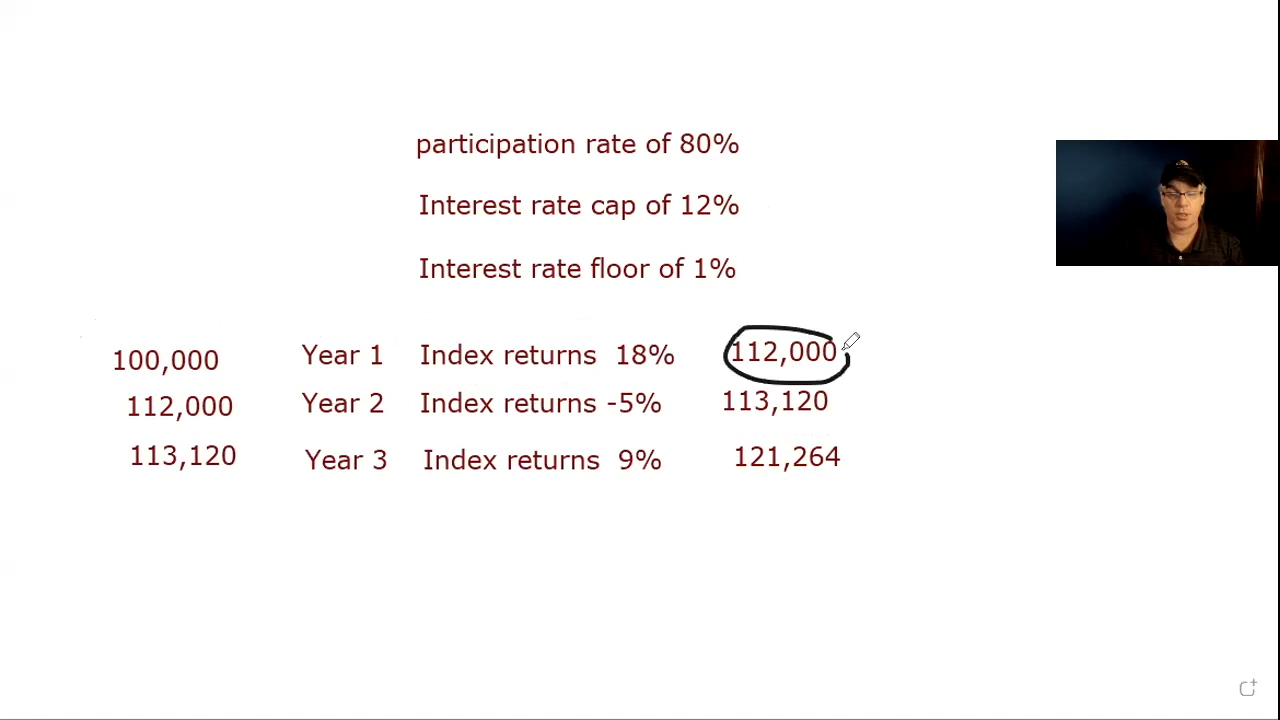 participation rate of 80%
Interest rate cap of 12%
Interest rate floor of 1%
100,000 Year 1 Index returns 18% 112,000
112,000 Year 2 Index returns -5% 113,120
113,120 Year 3 Index returns 9% 121,264